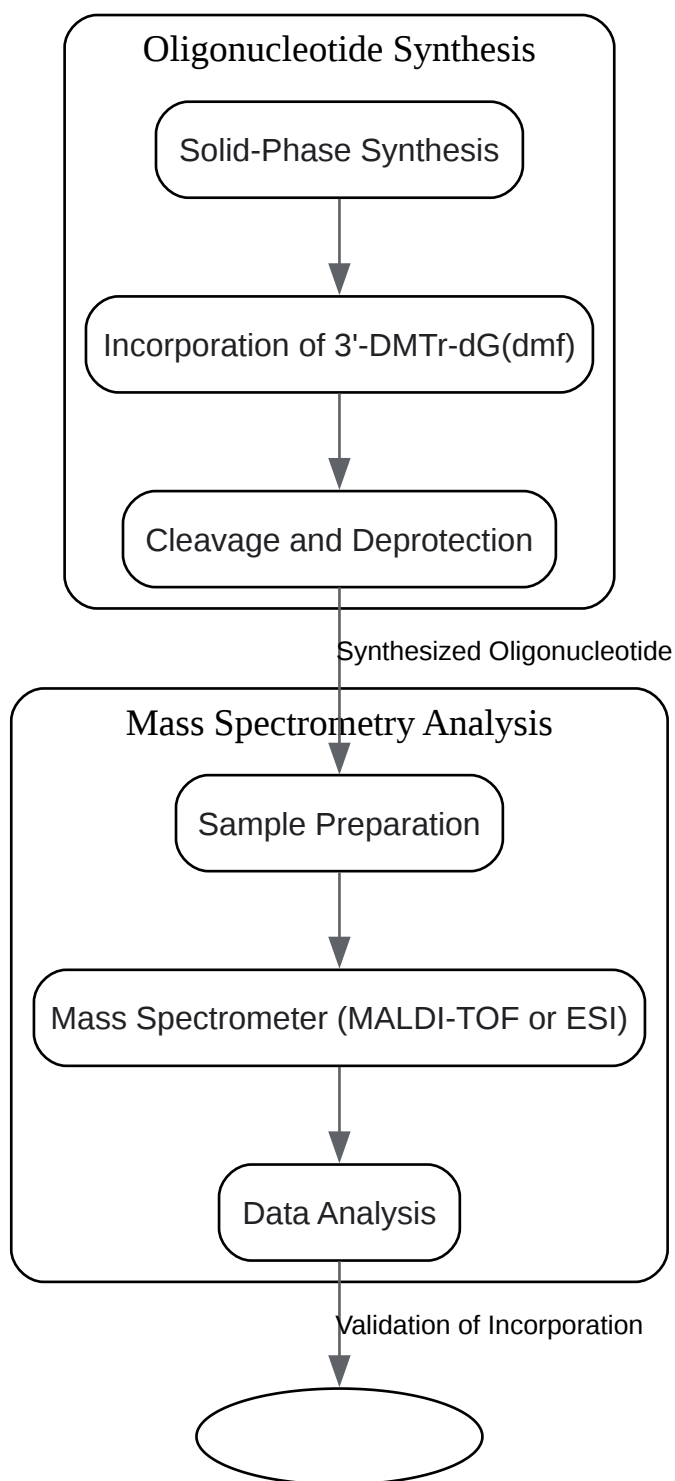 Oligonucleotide Synthesis
Solid-Phase Synthesis
Incorporation of 3'-DMTr-dG(dmf)
Cleavage and Deprotection
Synthesized Oligonucleotide
Mass Spectrometry Analysis
Sample Preparation
Mass Spectrometer (MALDI-TOF or ESI)
Data Analysis
Validation of Incorporation